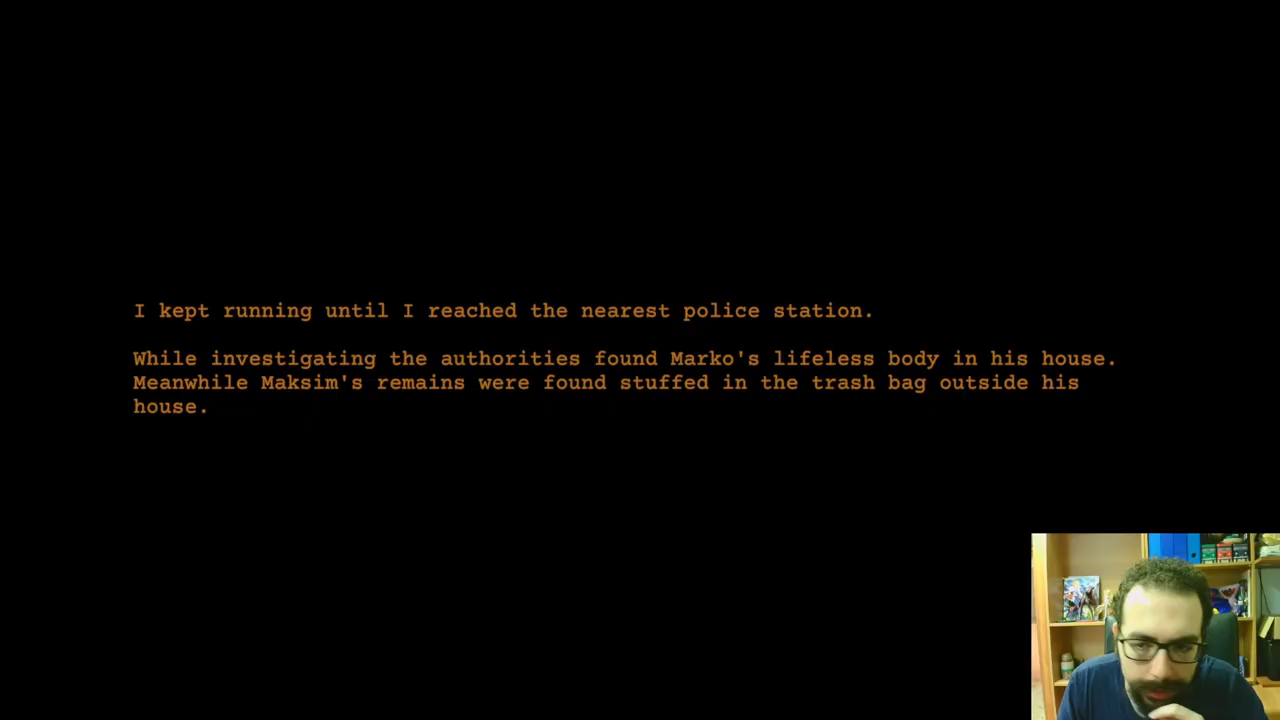 I kept running until I reached the nearest police station.
While investigating the authorities found Marko's lifeless body in his house.
Meanwhile Maksim's remains were found stuffed in the trash bag outside his
house.